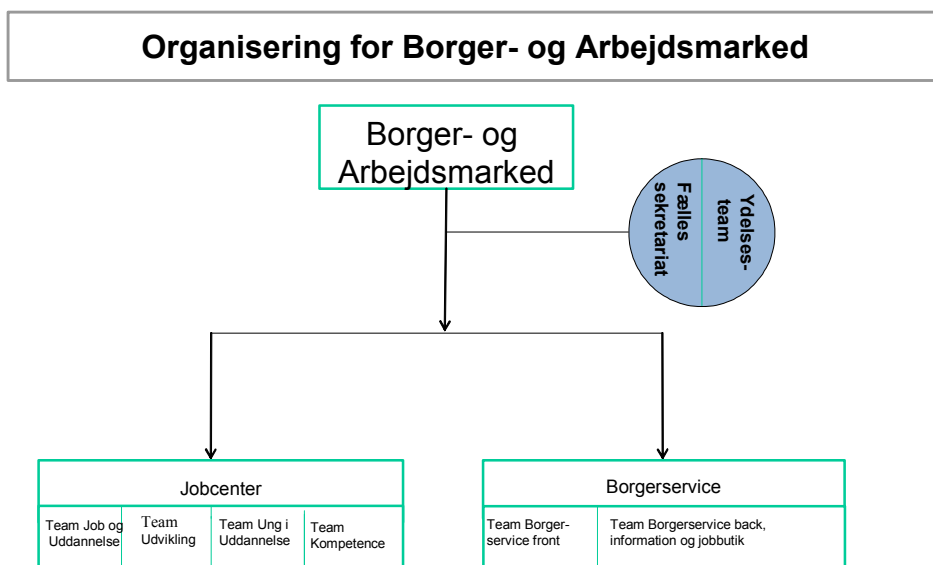 Organisering for Borger- og Arbejdsmarked
Borger- og
Arbejdsmarked
Ydelses-
team
Fælles
sekretariat
Jobcenter
Team Job og
Uddannelse
Team
Udvikling
Team Ung i
Uddannelse
Team
Kompetence
Borgerservice
Team Borger-
service front
Team Borgerservice back,
information og jobbutik